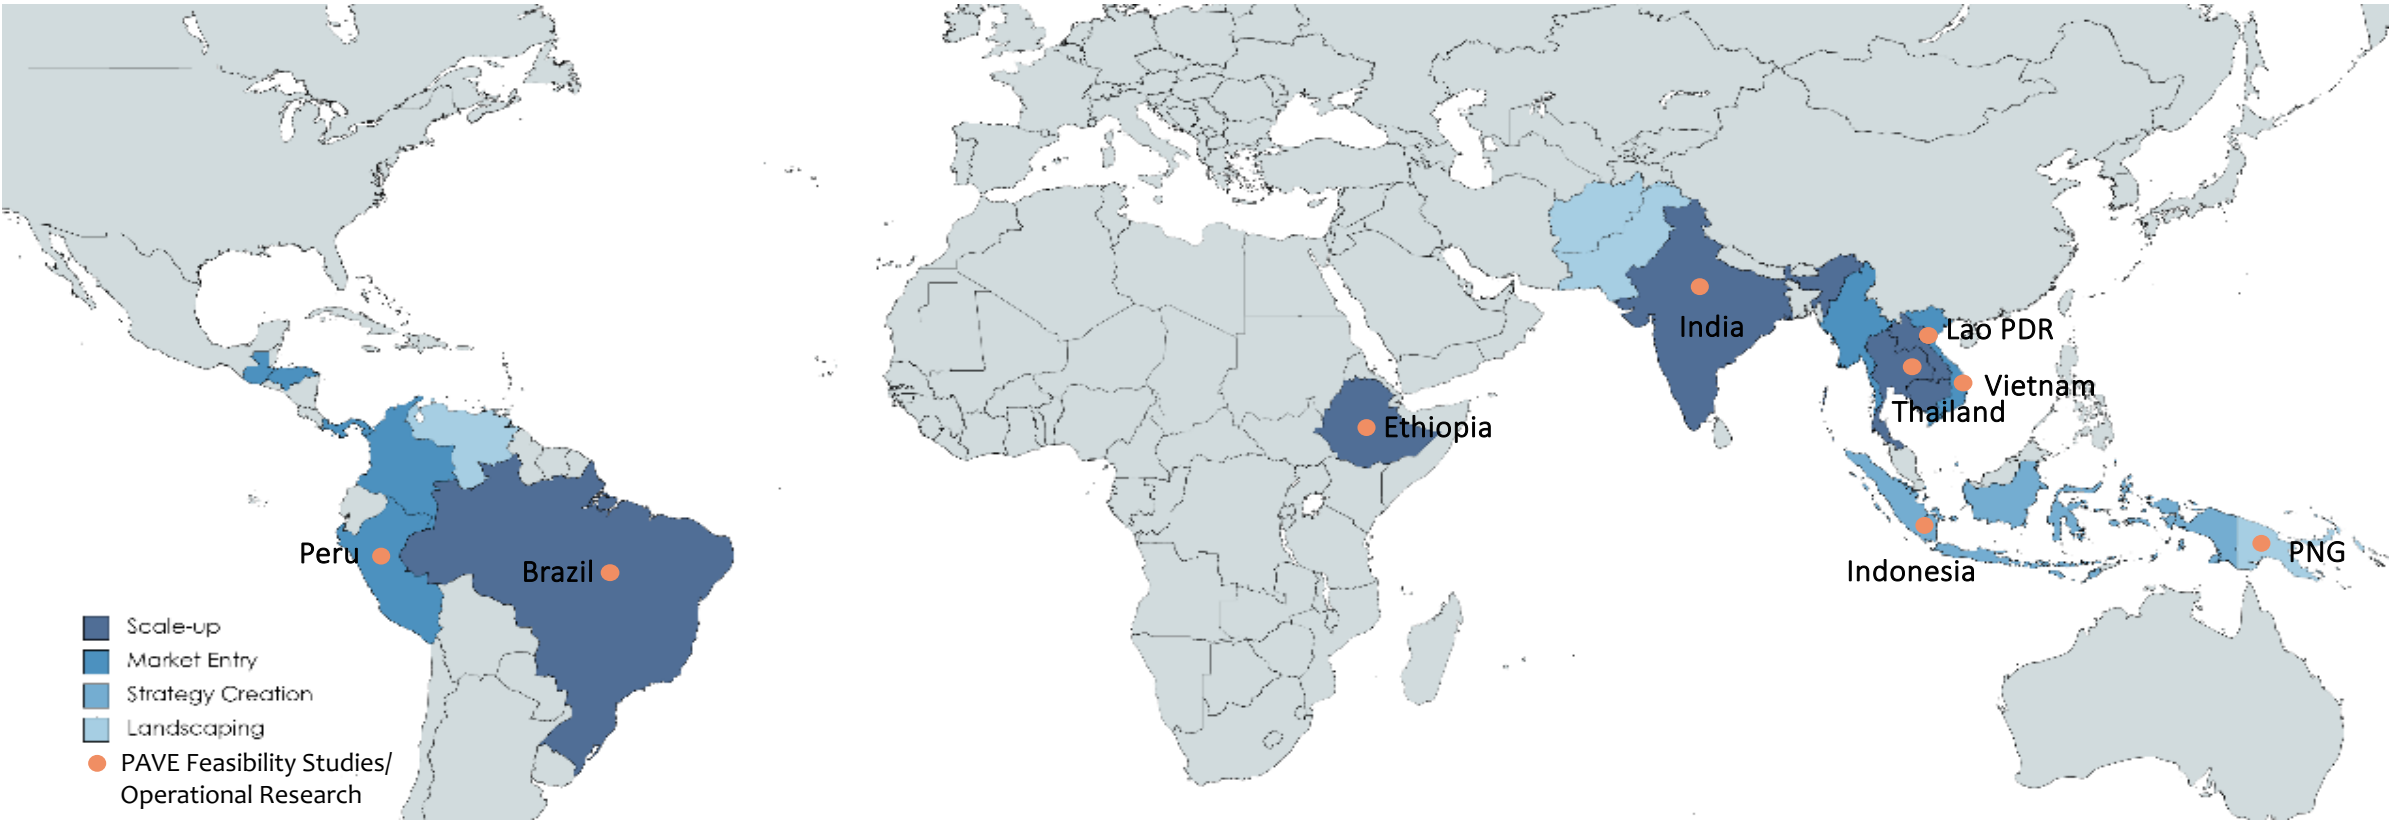 India
Lao PDR
Vietnam
Thailand
Ethiopia
Peru
Brazil
Indonesia
PNG
Scale-up
Market Entry
Strategy Creation
Landscaping
PAVE Feasibility Studies/
Operational Research